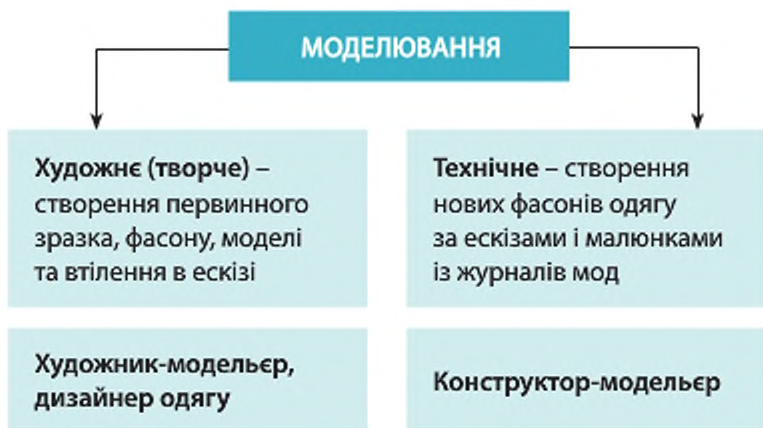 МОДЕЛЮВАННЯ
Художнє (творче) –
створення первинного
зразка, фасону, моделі
та втілення в ескізі
Технічне – створення
нових фасонів одягу
за ескізами і малюнками
із журналів мод
Художник-модельєр,
дизайнер одягу
Конструктор-модельєр